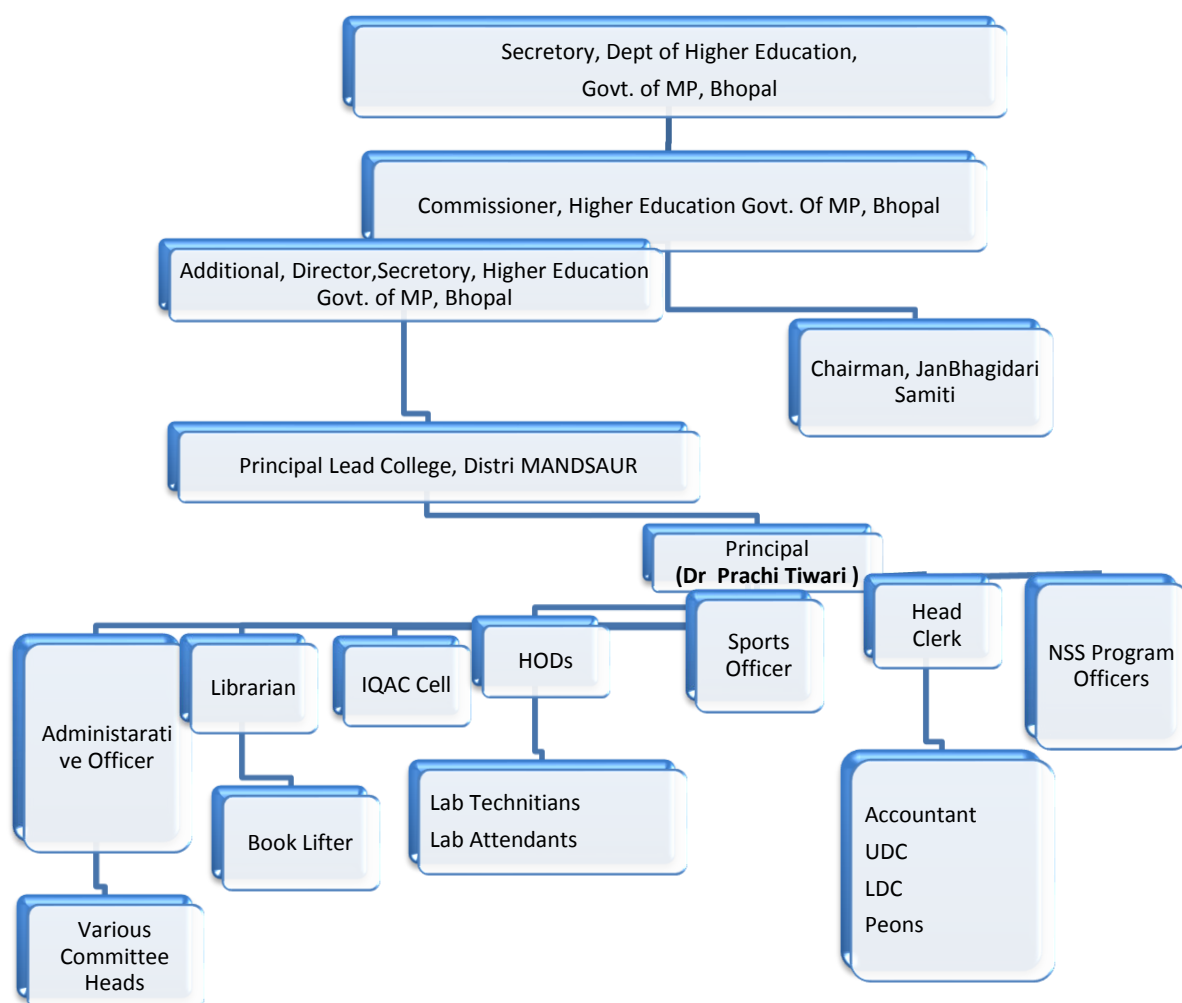 Secretory, Dept of Higher Education,
Govt. of MP, Bhopal
Commissioner, Higher Education Govt. Of MP, Bhopal
Additional, Director,Secretory, Higher Education
Govt. of MP, Bhopal
Chairman, JanBhagidari
Samiti
Principal Lead College, Distri MANDSAUR
Principal
(Dr Prachi Tiwari )
Administarati
ve Officer
Librarian
IQAC Cell
HODs
Sports
Officer
Head
Clerk
NSS Program
Officers
Various
Committee
Heads
Book Lifter
Lab Technitians
Lab Attendants
Accountant
UDC
LDC
Peons